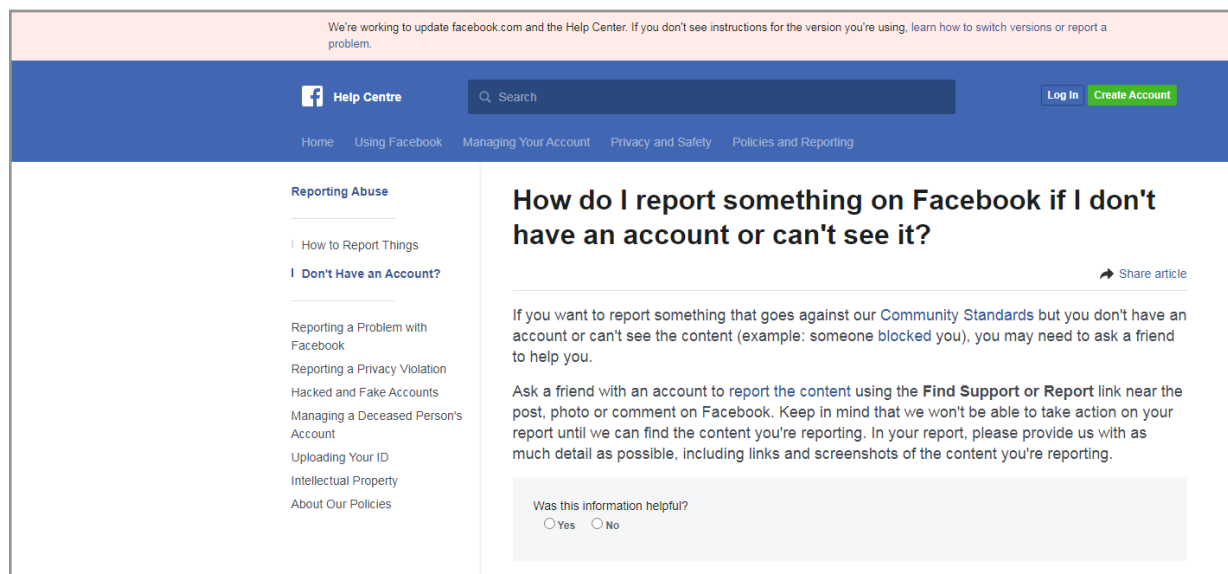 We're working to update facebook.com and the Help Center. If you don't see instructions for the version you're using, learn how to switch versions or report a
problem.
Help Centre
Search
Log In
Create Account
Home
Using Facebook
Managing Your Account
Privacy and Safety
Policies and Reporting
Reporting Abuse
How to Report Things
Don't Have an Account?
Reporting a Problem with
Facebook
Reporting a Privacy Violation
Hacked and Fake Accounts
Managing a Deceased Person's
Account
Uploading Your ID
Intellectual Property
About Our Policies
How do I report something on Facebook if I don't
have an account or can't see it?
Share article
If you want to report something that goes against our Community Standards but you don't have an
account or can't see the content (example: someone blocked you), you may need to ask a friend
to help you.
Ask a friend with an account to report the content using the Find Support or Report link near the
post, photo or comment on Facebook. Keep in mind that we won't be able to take action on your
report until we can find the content you're reporting. In your report, please provide us with as
much detail as possible, including links and screenshots of the content you're reporting.
Was this information helpful?
Yes
No